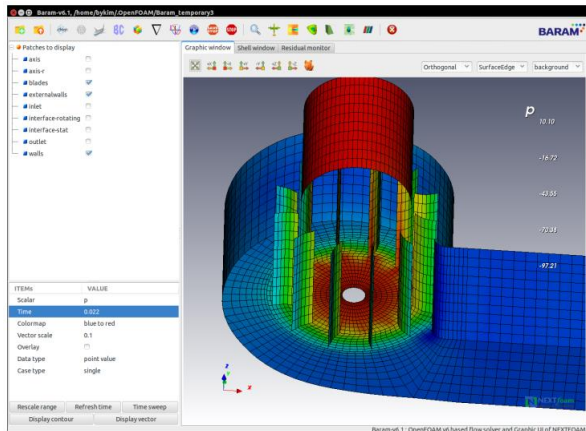 Baram-v6.1, /home/bykim/.OpenFOAM/Baram_temporary3
BC
STOP
BARAM
Patches to display
axis
axis-r
blades
externalwalls
inlet
interface-rotating
interface-stat
outlet
walls
Graphic window
Shell window
Residual monitor
Orthogonal
SurfaceEdge
background
p
10.10
-16.72
-43.55
-70.38
-97.21
ITEMs VALUE
Scalar p
Time 0.022
Colormap blue to red
Vector scale 0.1
Overlay
Data type point value
Case type single
Rescale range
Refresh time
Time sweep
Display contour
Display vector
z
x
NEXTfoam
Baram-v6.1 : OpenFOAM v6 based flow solver and Graphic UI of NEXTFOAM